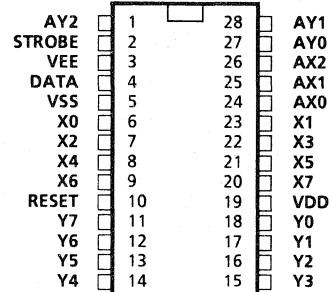 AY2 1 28 AY1
STROBE 2 27 AY0
VEE 3 26 AX2
DATA 4 25 AX1
VSS 5 24 AX0
X0 6 23 X1
X2 7 22 X3
X4 8 21 X5
X6 9 20 X7
RESET 10 19 VDD
Y7 11 18 Y0
Y6 12 17 Y1
Y5 13 16 Y2
Y4 14 15 Y3